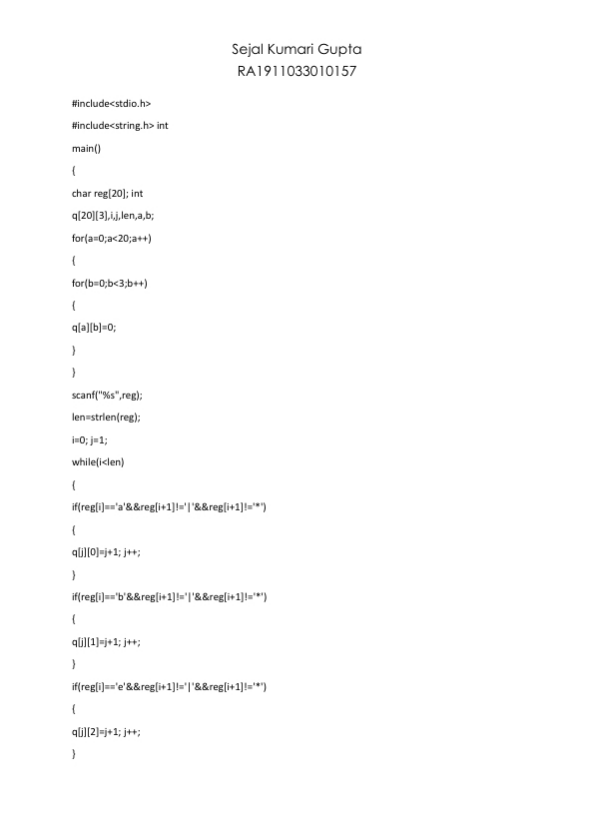 Sejal Kumari Gupta
RA1911033010157
#include<stdio.h>
#include<string.h> int
main()
{
char reg[20]; int
q[20][3],i,j,len,a,b;
for(a=0;a<20;a++)
{
for(b=0;b<3;b++)
{
q[a][b]=0;
}
}
scanf("%s",reg);
len=strlen(reg);
i=0; j=1;
while(i<len)
{
if(reg[i]=='a'&&reg[i+1]!='|'&&reg[i+1]!='*')
{
q[j][0]=j+1; j++;
}
if(reg[i]=='b'&&reg[i+1]!='|'&&reg[i+1]!='*')
{
q[j][1]=j+1; j++;
}
if(reg[i]=='e'&&reg[i+1]!='|'&&reg[i+1]!='*')
{
q[j][2]=j+1; j++;
}